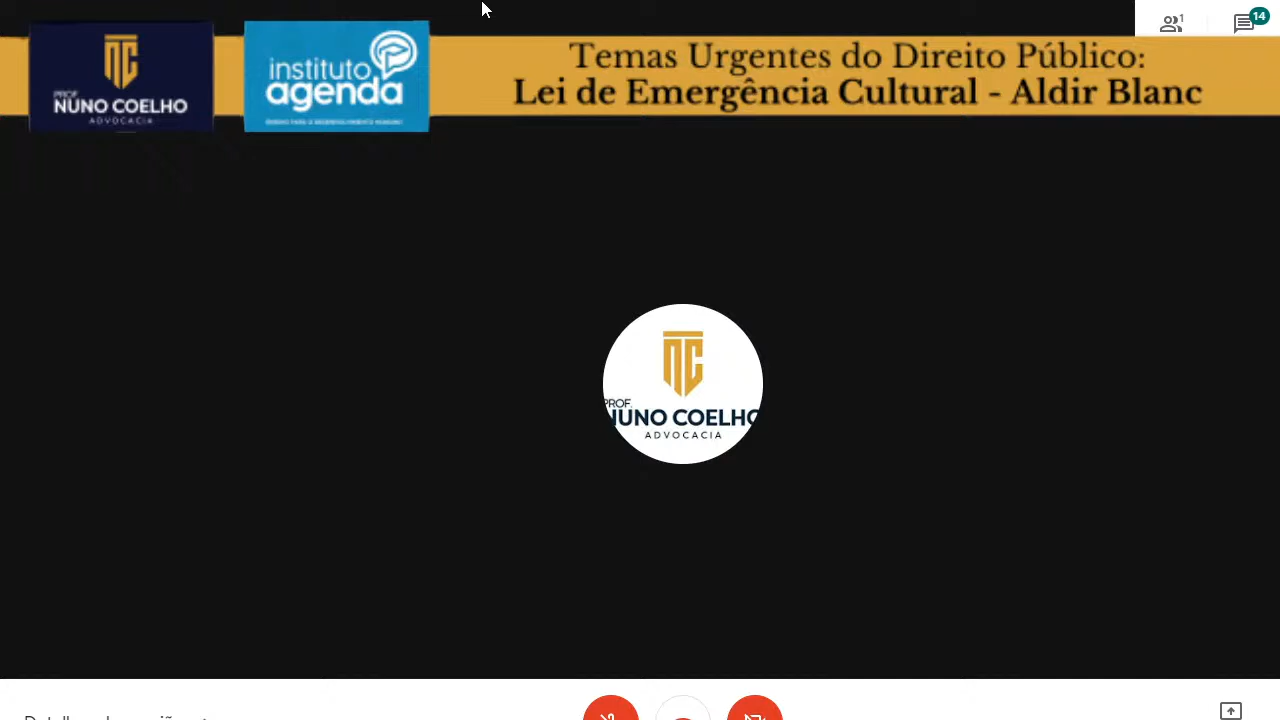 1
14
PROF.
NUNO COELHO
ADVOCACIA
instituto
agenda
Temas Urgentes do Direito Público:
Lei de Emergência Cultural - Aldir Blanc
PROF.
NUNO COELHO
ADVOCACIA